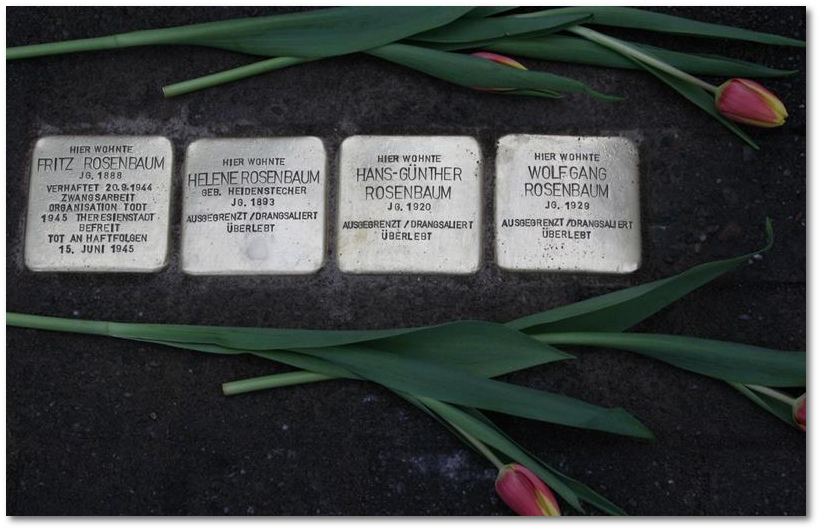 HIER WOHNTE
FRITZ ROSENBAUM
JG. 1888
VERHAFTET 20.9.1944
ZWANGSARBEIT
ORGANISATION TODT
1945 THERESIENSTADT
BEFREIT
TOT AN HAFTFOLGEN
15. JUNI 1945
HIER WOHNTE
HELENE ROSENBAUM
GEB. HEIDENSTECHER
JG. 1893
AUSGEGRENZT/DRANGSALIERT
ÜBERLEBT
HIER WOHNTE
HANS-GÜNTHER
ROSENBAUM
JG. 1920
AUSGEGRENZT/DRANGSALIERT
ÜBERLEBT
HIER WOHNTE
WOLFGANG
ROSENBAUM
JG. 1929
AUSGEGRENZT/DRANGSALIERT
ÜBERLEBT